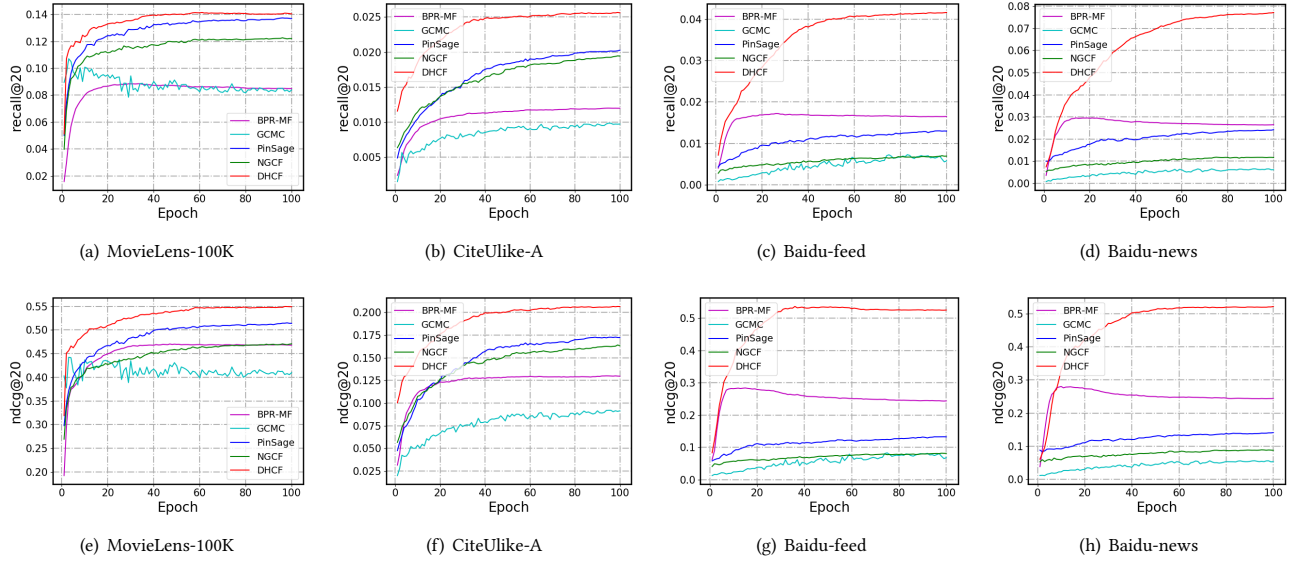 0.14
0.12
0.10
0.08
0.06
0.04
0.02
recall@20
BPR-MF
GCMC
PinSage
NGCF
DHCF
0 20 40 60 80 100
Epoch
(a) MovieLens-100K
0.025
0.020
0.015
0.010
0.005
recall@20
BPR-MF
GCMC
PinSage
NGCF
DHCF
0 20 40 60 80 100
Epoch
(b) CiteUlike-A
0.04
0.03
0.02
0.01
0.00
recall@20
BPR-MF
GCMC
PinSage
NGCF
DHCF
0 20 40 60 80 100
Epoch
(c) Baidu-feed
0.08
0.07
0.06
0.05
0.04
0.03
0.02
0.01
0.00
recall@20
BPR-MF
GCMC
PinSage
NGCF
DHCF
0 20 40 60 80 100
Epoch
(d) Baidu-news
0.55
0.50
0.45
0.40
0.35
0.30
0.25
0.20
ndcg@20
BPR-MF
GCMC
PinSage
NGCF
DHCF
0 20 40 60 80 100
Epoch
(e) MovieLens-100K
0.200
0.175
0.150
0.125
0.100
0.075
0.050
0.025
ndcg@20
BPR-MF
GCMC
PinSage
NGCF
DHCF
0 20 40 60 80 100
Epoch
(f) CiteUlike-A
0.5
0.4
0.3
0.2
0.1
0.0
ndcg@20
BPR-MF
GCMC
PinSage
NGCF
DHCF
0 20 40 60 80 100
Epoch
(g) Baidu-feed
0.5
0.4
0.3
0.2
0.1
0.0
ndcg@20
BPR-MF
GCMC
PinSage
NGCF
DHCF
0 20 40 60 80 100
Epoch
(h) Baidu-news